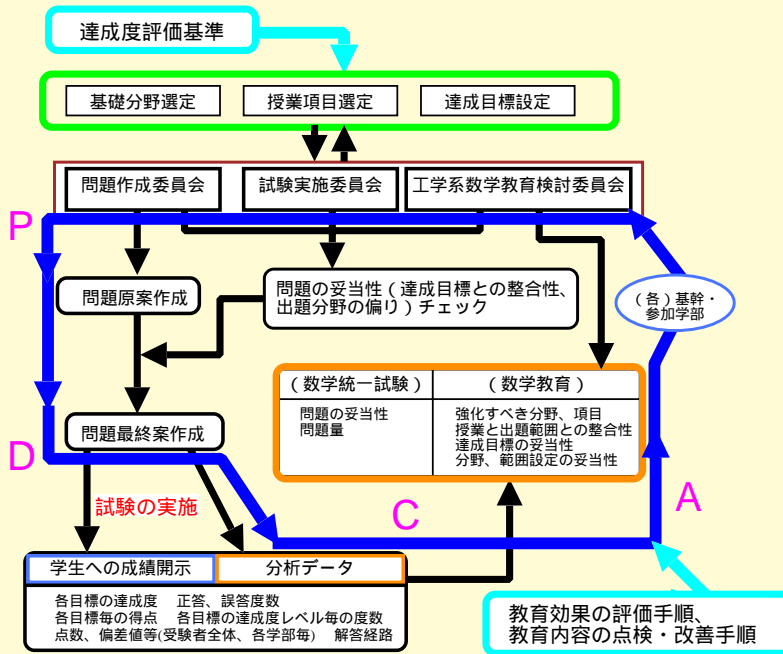 達成度評価基準
基礎分野選定
授業項目選定
達成目標設定
問題作成委員会
試験実施委員会
工学系数学教育検討委員会
P
問題原案作成
問題の妥当性(達成目標との整合性、
出題分野の偏り)チェック
(各)基幹・
参加学部
(数学統一試験)
(数学教育)
問題の妥当性
問題量
強化すべき分野、項目
授業と出題範囲との整合性
達成目標の妥当性
分野、範囲設定の妥当性
問題最終案作成
D
試験の実施
C
A
学生への成績開示
分析データ
各目標の達成度 正答、誤答度数
各目標毎の得点 各目標の達成度レベル毎の度数
点数、偏差値等(受験者全体、各学部毎) 解答経路
教育効果の評価手順、
教育内容の点検・改善手順